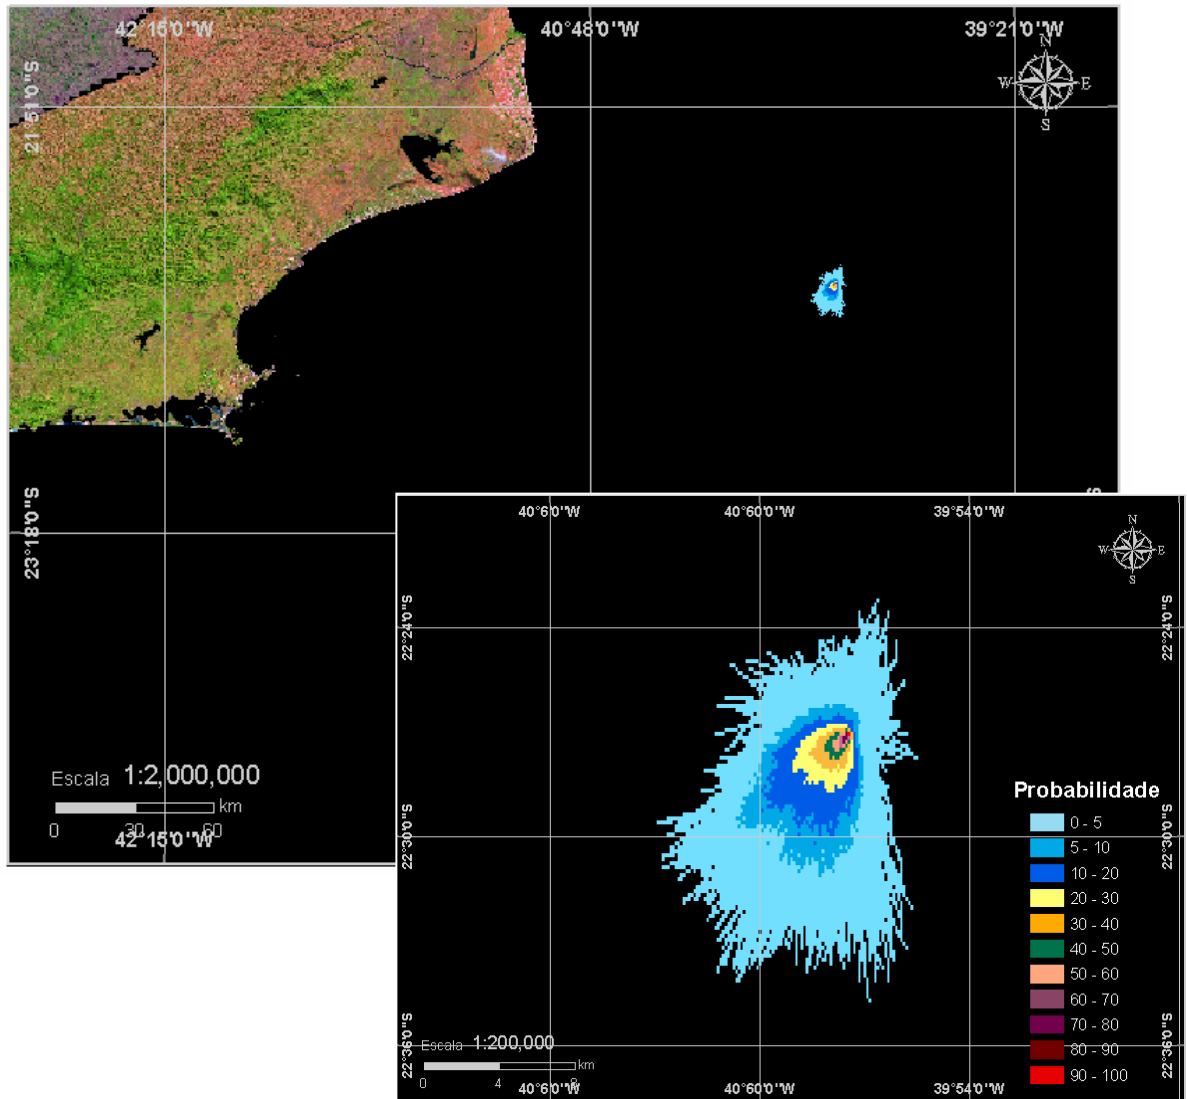 42°15'0"W 40°48'0"W 39°21'0"W
N
W E
S
21°51'0"S
23°18'0"S
Escala 1:2,000,000
km
0 30 60
42°15'0"W
40°6'0"W 40°60'0"W 39°54'0"W
N
W E
S
22°24'0"S 22°24'0"S
22°30'0"S 22°30'0"S
22°36'0"S 22°36'0"S
Probabilidade
0 - 5
5 - 10
10 - 20
20 - 30
30 - 40
40 - 50
50 - 60
60 - 70
70 - 80
80 - 90
90 - 100
Escala 1:200,000
km
0 4 8
40°6'0"W 40°60'0"W 39°54'0"W